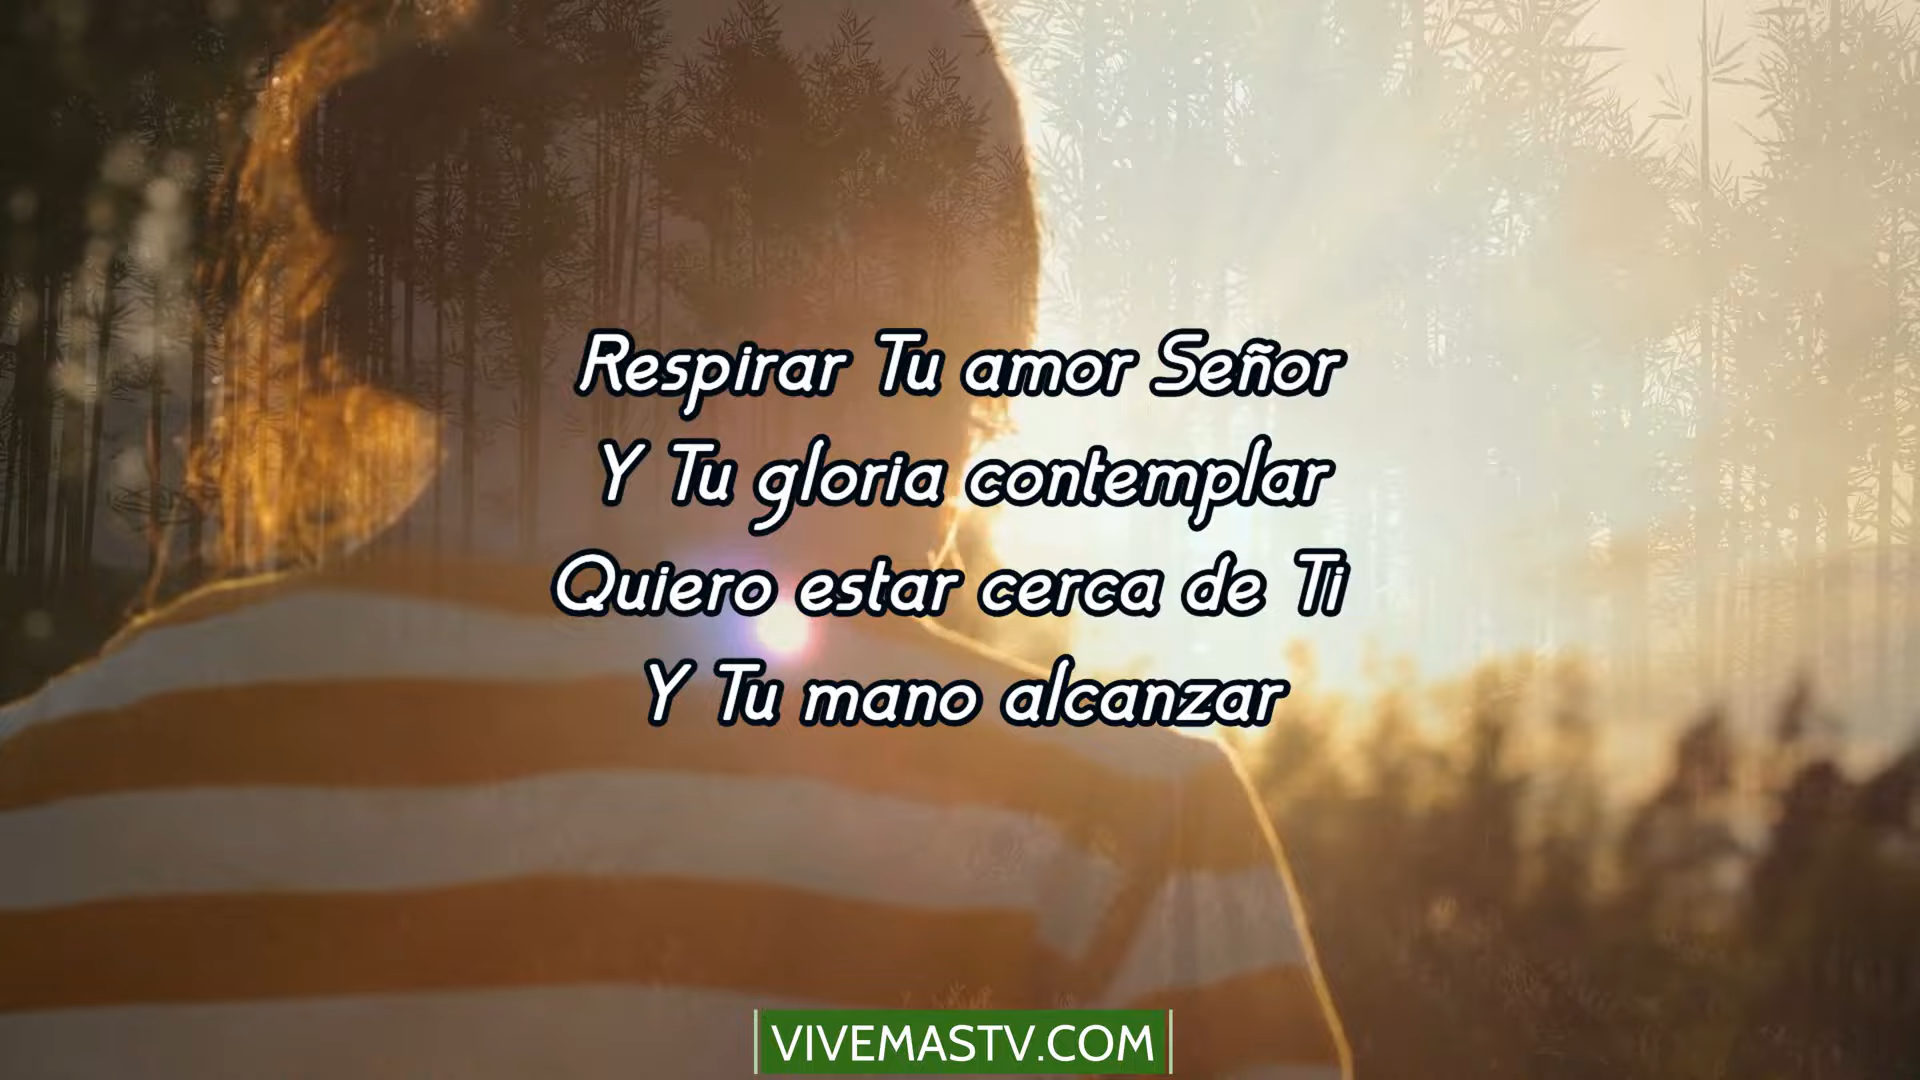 Respirar Tu amor Señor
Y Tu gloria contemplar
Quiero estar cerca de Ti
Y Tu mano alcanzar
VIVEMASTV.COM